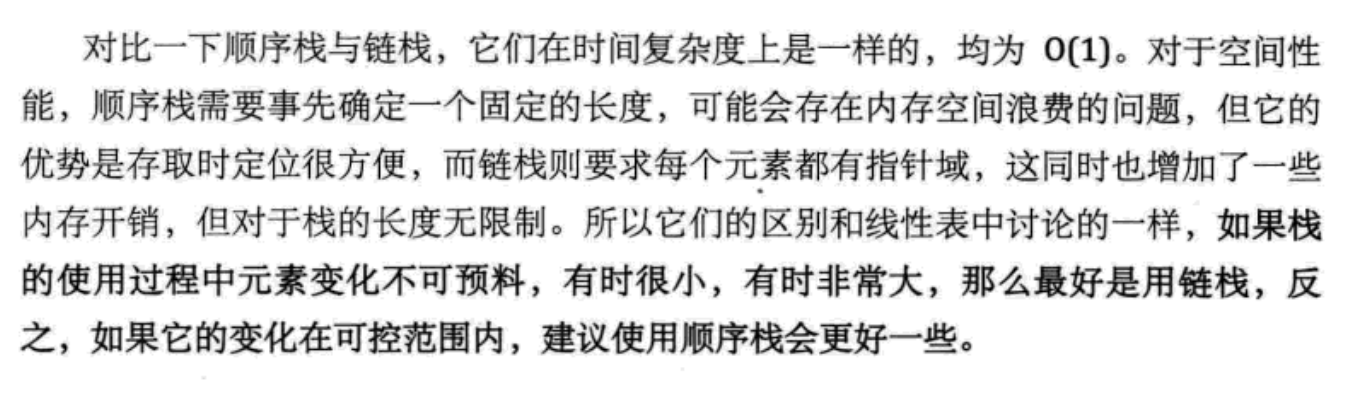 对比一下顺序栈与链栈，它们在时间复杂度上是一样的，均为 O(1)。对于空间性
能，顺序栈需要事先确定一个固定的长度，可能会存在内存空间浪费的问题，但它的
优势是存取时定位很方便，而链栈则要求每个元素都有指针域，这同时也增加了一些
内存开销，但对于栈的长度无限制。所以它们的区别和线性表中讨论的一样，如果栈
的使用过程中元素变化不可预料，有时很小，有时非常大，那么最好是用链栈，反
之，如果它的变化在可控范围内，建议使用顺序栈会更好一些。